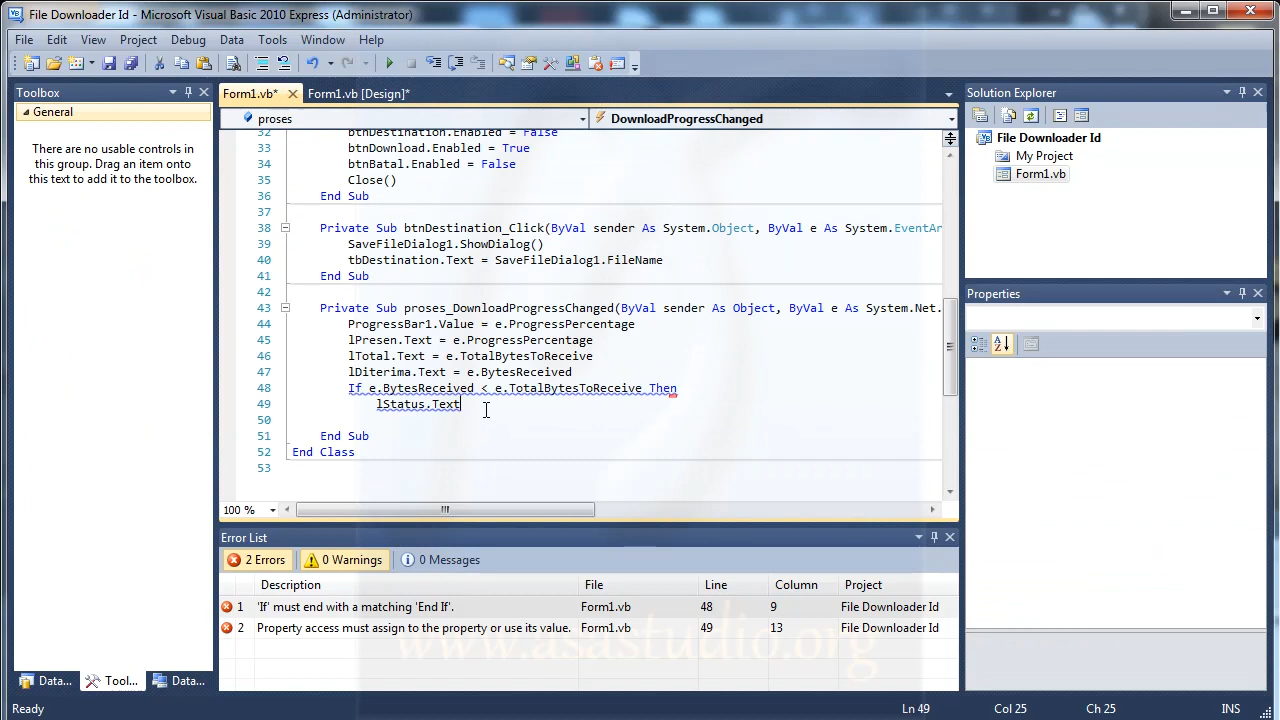 File Downloader Id - Microsoft Visual Basic 2010 Express (Administrator)
File Edit View Project Debug Data Tools Window Help
Toolbox
General
There are no usable controls in
this group. Drag an item onto
this text to add it to the toolbox.
Data... Tool... Data...
Form1.vb* Form1.vb [Design]*
proses DownloadProgressChanged
32 btnDestination.Enabled = False
33 btnDownload.Enabled = True
34 btnBatal.Enabled = False
35 Close()
36 End Sub
37
38 Private Sub btnDestination_Click(ByVal sender As System.Object, ByVal e As System.EventAr
39 SaveFileDialog1.ShowDialog()
40 tbDestination.Text = SaveFileDialog1.FileName
41 End Sub
42
43 Private Sub proses_DownloadProgressChanged(ByVal sender As Object, ByVal e As System.Net.
44 ProgressBar1.Value = e.ProgressPercentage
45 lPresen.Text = e.ProgressPercentage
46 lTotal.Text = e.TotalBytesToReceive
47 lDiterima.Text = e.BytesReceived
48 If e.BytesReceived < e.TotalBytesToReceive Then
49 lStatus.Text
50
51 End Sub
52 End Class
53
100 %
Solution Explorer
File Downloader Id
My Project
Form1.vb
Properties
Error List
2 Errors 0 Warnings 0 Messages
Description File Line Column Project
1 'If' must end with a matching 'End If'. Form1.vb 48 9 File Downloader Id
2 Property access must assign to the property or use its value. Form1.vb 49 13 File Downloader Id
www.asastudio.org
Ready Ln 49 Col 25 Ch 25 INS